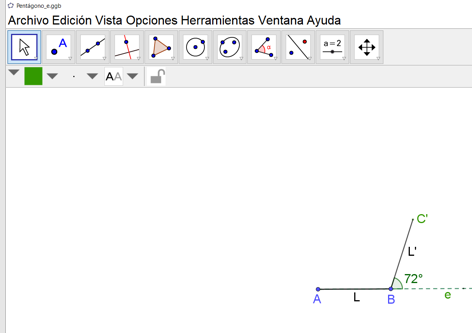 Pentágono_e.ggb
Archivo Edición Vista Opciones Herramientas Ventana Ayuda
A
α
a=2
AA
C'
L'
72°
A
L
B
e